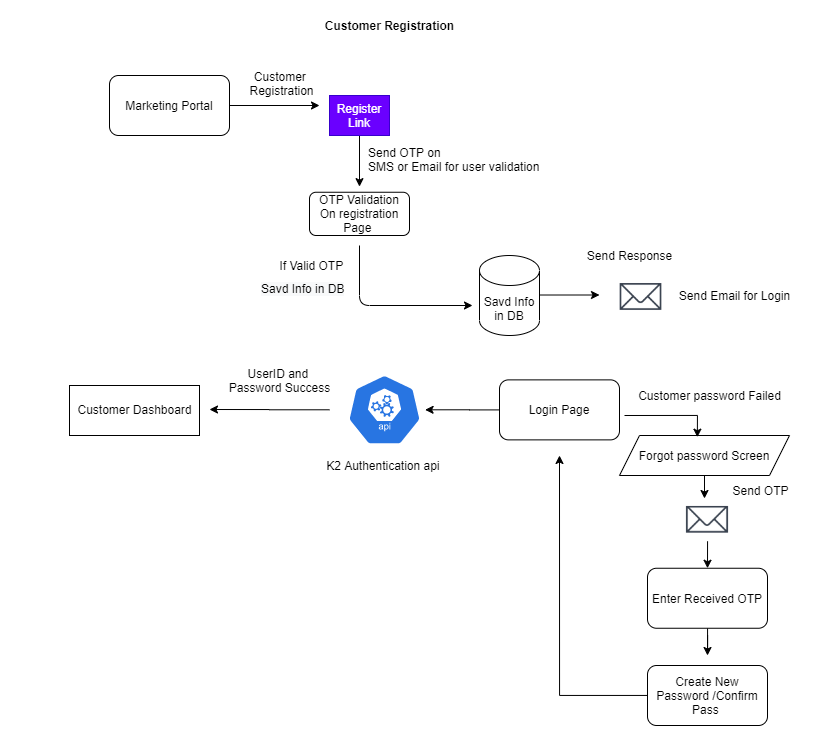 Customer Registration
Customer
Registration
Marketing Portal
Register
Link
Send OTP on
SMS or Email for user validation
OTP Validation
On registration
Page
If Valid OTP
Savd Info in DB
Send Response
Savd Info
in DB
Send Email for Login
UserID and
Password Success
Customer Dashboard
api
K2 Authentication api
Login Page
Customer password Failed
Forgot password Screen
Send OTP
Enter Received OTP
Create New
Password /Confirm
Pass